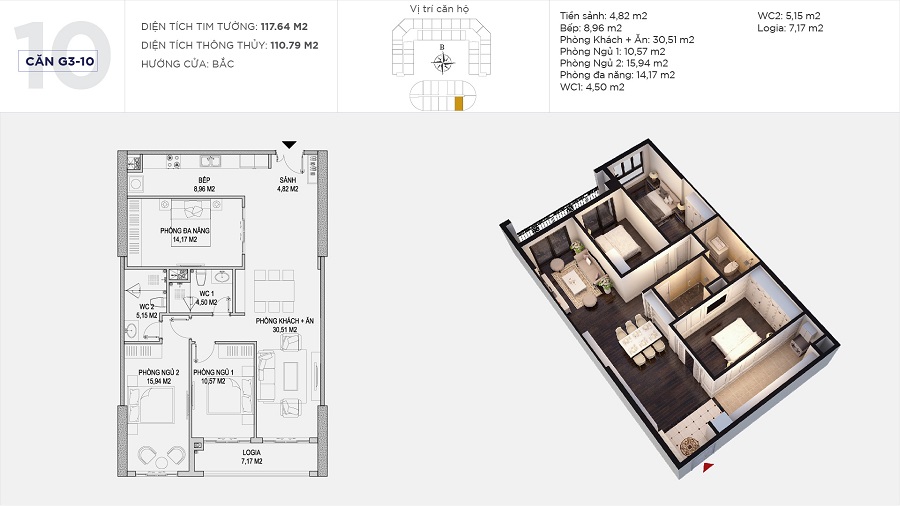 10
CĂN G3-10
DIỆN TÍCH TIM TƯỜNG: 117.64 M2
DIỆN TÍCH THÔNG THỦY: 110.79 M2
HƯỚNG CỬA: BẮC
Vị trí căn hộ
B
Tiền sảnh: 4,82 m2
Bếp: 8,96 m2
Phòng Khách + Ăn: 30,51 m2
Phòng Ngủ 1: 10,57 m2
Phòng Ngủ 2: 15,94 m2
Phòng đa năng: 14,17 m2
WC1: 4,50 m2
WC2: 5,15 m2
Logia: 7,17 m2
BẾP
8,96 M2
SẢNH
4,82 M2
PHÒNG ĐA NĂNG
14,17 M2
WC 1
4,50 M2
WC 2
5,15 M2
PHÒNG KHÁCH + ĂN
30,51 M2
PHÒNG NGỦ 2
15,94 M2
PHÒNG NGỦ 1
10,57 M2
LOGIA
7,17 M2